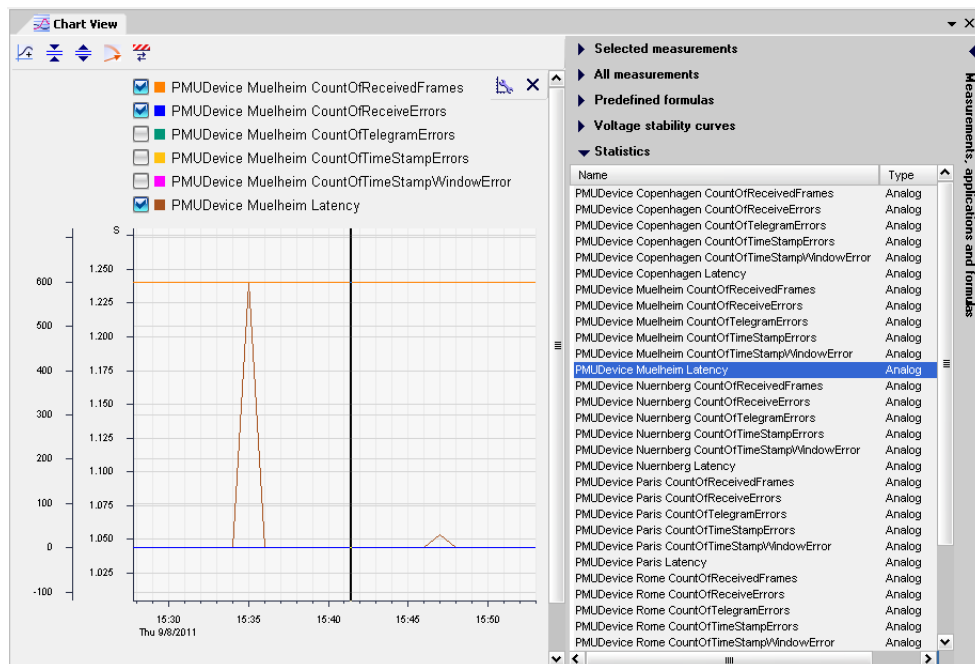 Chart View
PMUDevice Muelheim CountOfReceivedFrames
PMUDevice Muelheim CountOfReceiveErrors
PMUDevice Muelheim CountOfTelegramErrors
PMUDevice Muelheim CountOfTimeStampErrors
PMUDevice Muelheim CountOfTimeStampWindowError
PMUDevice Muelheim Latency
S
600
500
400
300
200
100
0
-100
1.250
1.225
1.200
1.175
1.150
1.125
1.100
1.075
1.050
1.025
15:30 15:35 15:40 15:45 15:50
Thu 9/8/2011
Selected measurements
All measurements
Predefined formulas
Voltage stability curves
Statistics
Name Type
PMUDevice Copenhagen CountOfReceivedFrames Analog
PMUDevice Copenhagen CountOfReceiveErrors Analog
PMUDevice Copenhagen CountOfTelegramErrors Analog
PMUDevice Copenhagen CountOfTimeStampErrors Analog
PMUDevice Copenhagen CountOfTimeStampWindowError Analog
PMUDevice Copenhagen Latency Analog
PMUDevice Muelheim CountOfReceivedFrames Analog
PMUDevice Muelheim CountOfReceiveErrors Analog
PMUDevice Muelheim CountOfTelegramErrors Analog
PMUDevice Muelheim CountOfTimeStampErrors Analog
PMUDevice Muelheim CountOfTimeStampWindowError Analog
PMUDevice Muelheim Latency Analog
PMUDevice Nuernberg CountOfReceivedFrames Analog
PMUDevice Nuernberg CountOfReceiveErrors Analog
PMUDevice Nuernberg CountOfTelegramErrors Analog
PMUDevice Nuernberg CountOfTimeStampErrors Analog
PMUDevice Nuernberg CountOfTimeStampWindowError Analog
PMUDevice Nuernberg Latency Analog
PMUDevice Paris CountOfReceivedFrames Analog
PMUDevice Paris CountOfReceiveErrors Analog
PMUDevice Paris CountOfTelegramErrors Analog
PMUDevice Paris CountOfTimeStampErrors Analog
PMUDevice Paris CountOfTimeStampWindowError Analog
PMUDevice Paris Latency Analog
PMUDevice Rome CountOfReceivedFrames Analog
PMUDevice Rome CountOfReceiveErrors Analog
PMUDevice Rome CountOfTelegramErrors Analog
PMUDevice Rome CountOfTimeStampErrors Analog
PMUDevice Rome CountOfTimeStampWindowError Analog
Measurements, applications and formulas